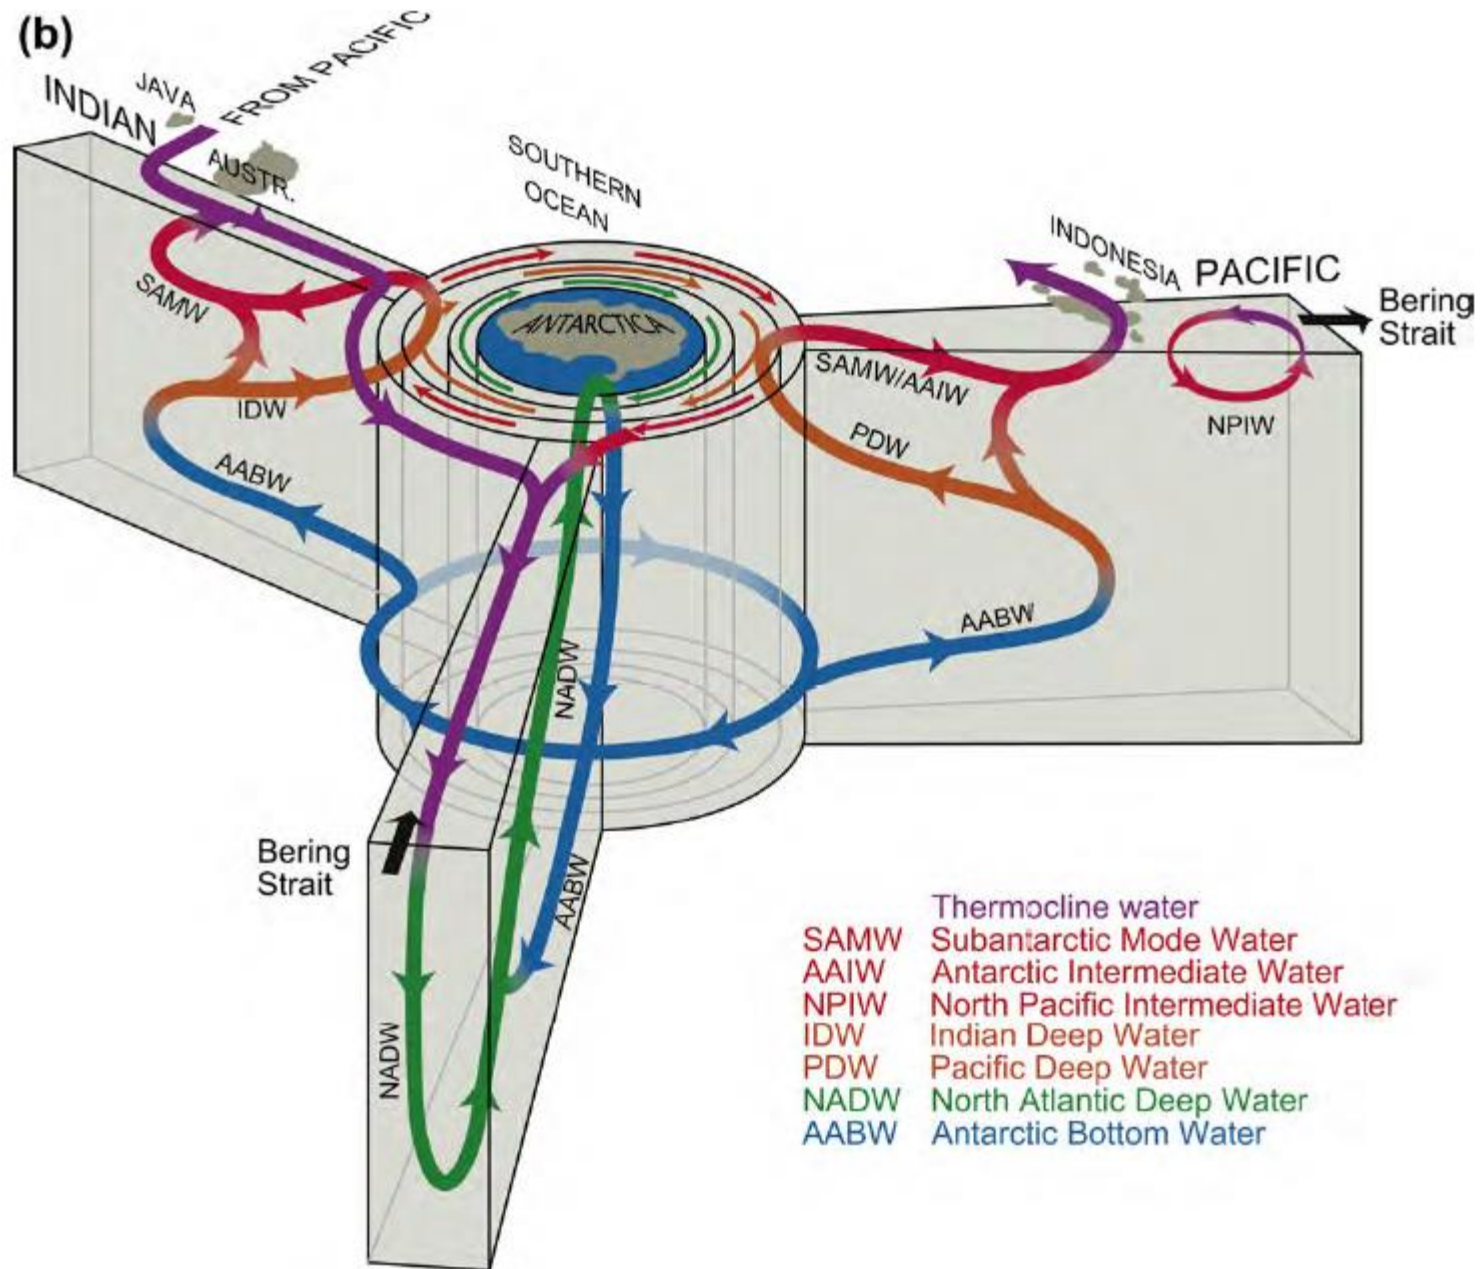 (b)
JAVA
INDIAN
FROM PACIFIC
AUSTR.
SOUTHERN
OCEAN
INDONESIA
PACIFIC
Bering
Strait
ANTARCTICA
SAMW
SAMW/AAIW
NPIW
IDW
PDW
AABW
AABW
NADW
Bering
Strait
AABW
NADW
Thermocline water
SAMW Subantarctic Mode Water
AAIW Antarctic Intermediate Water
NPIW North Pacific Intermediate Water
IDW Indian Deep Water
PDW Pacific Deep Water
NADW North Atlantic Deep Water
AABW Antarctic Bottom Water